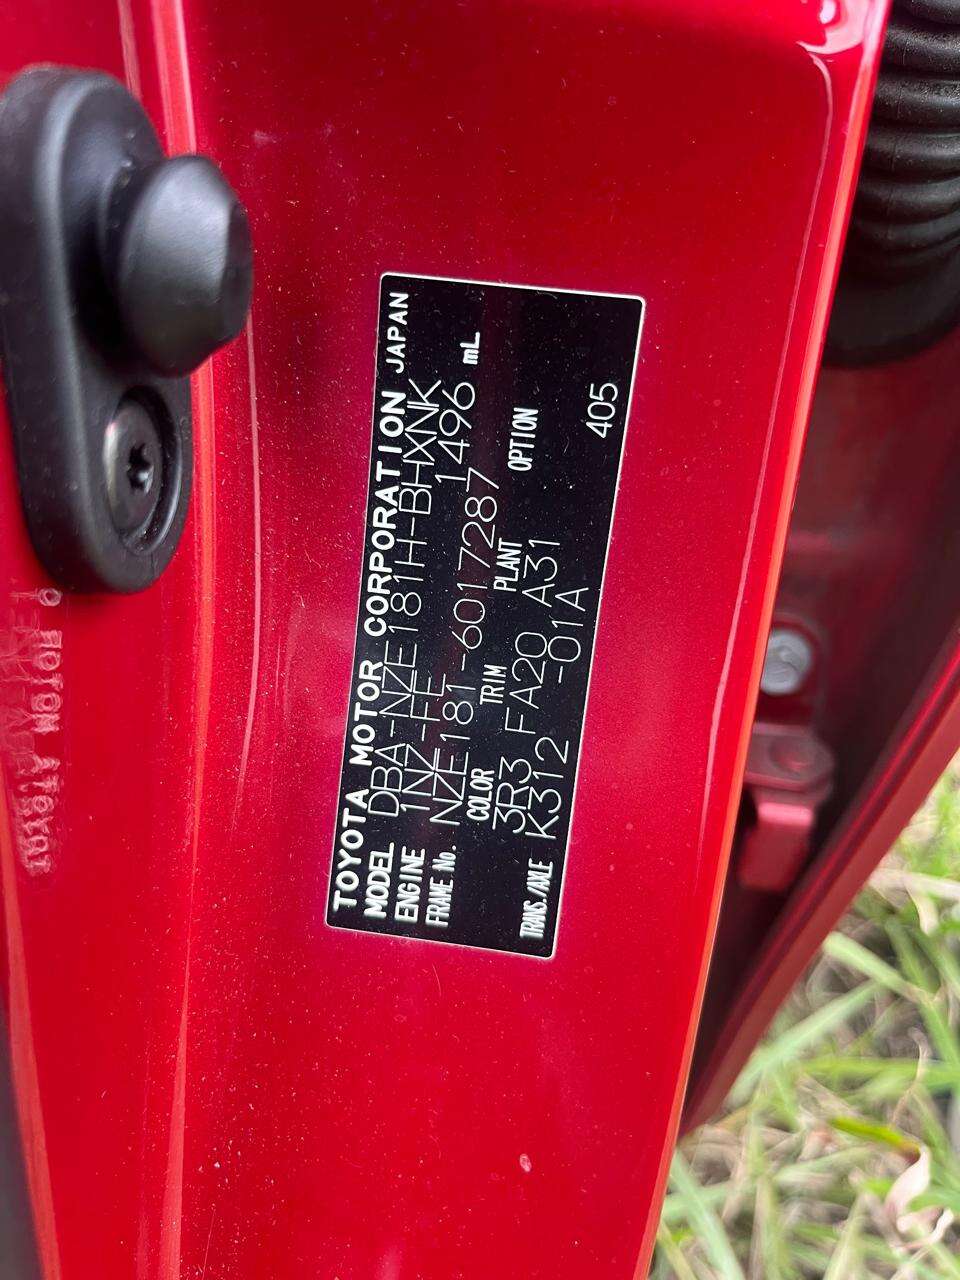 TOYOTA MOTOR CORPORATION JAPAN
MODEL DBA-NZE181H-BHXNK
ENGINE 1NZ-FE 1496 mL
FRAME No. NZE181-6017287
COLOR TRIM PLANT OPTION
3R3 FA20 A31
TRANS./AXLE K312 -01A
405